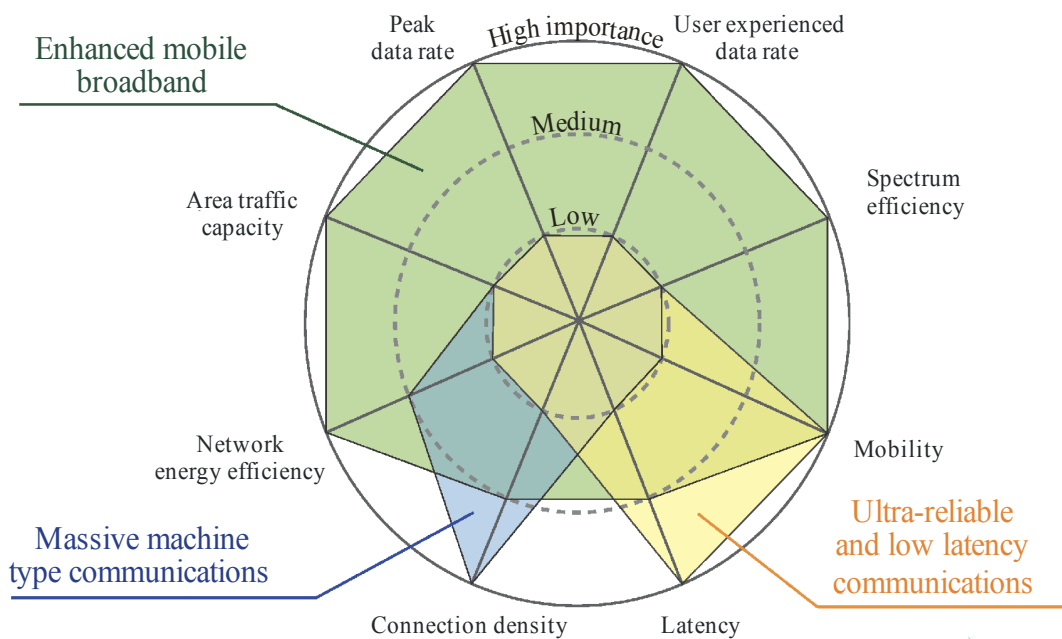 Peak
data rate
High importance
User experienced
data rate
Enhanced mobile
broadband
Medium
Area traffic
capacity
Low
Spectrum
efficiency
Network
energy efficiency
Mobility
Massive machine
type communications
Ultra-reliable
and low latency
communications
Connection density
Latency